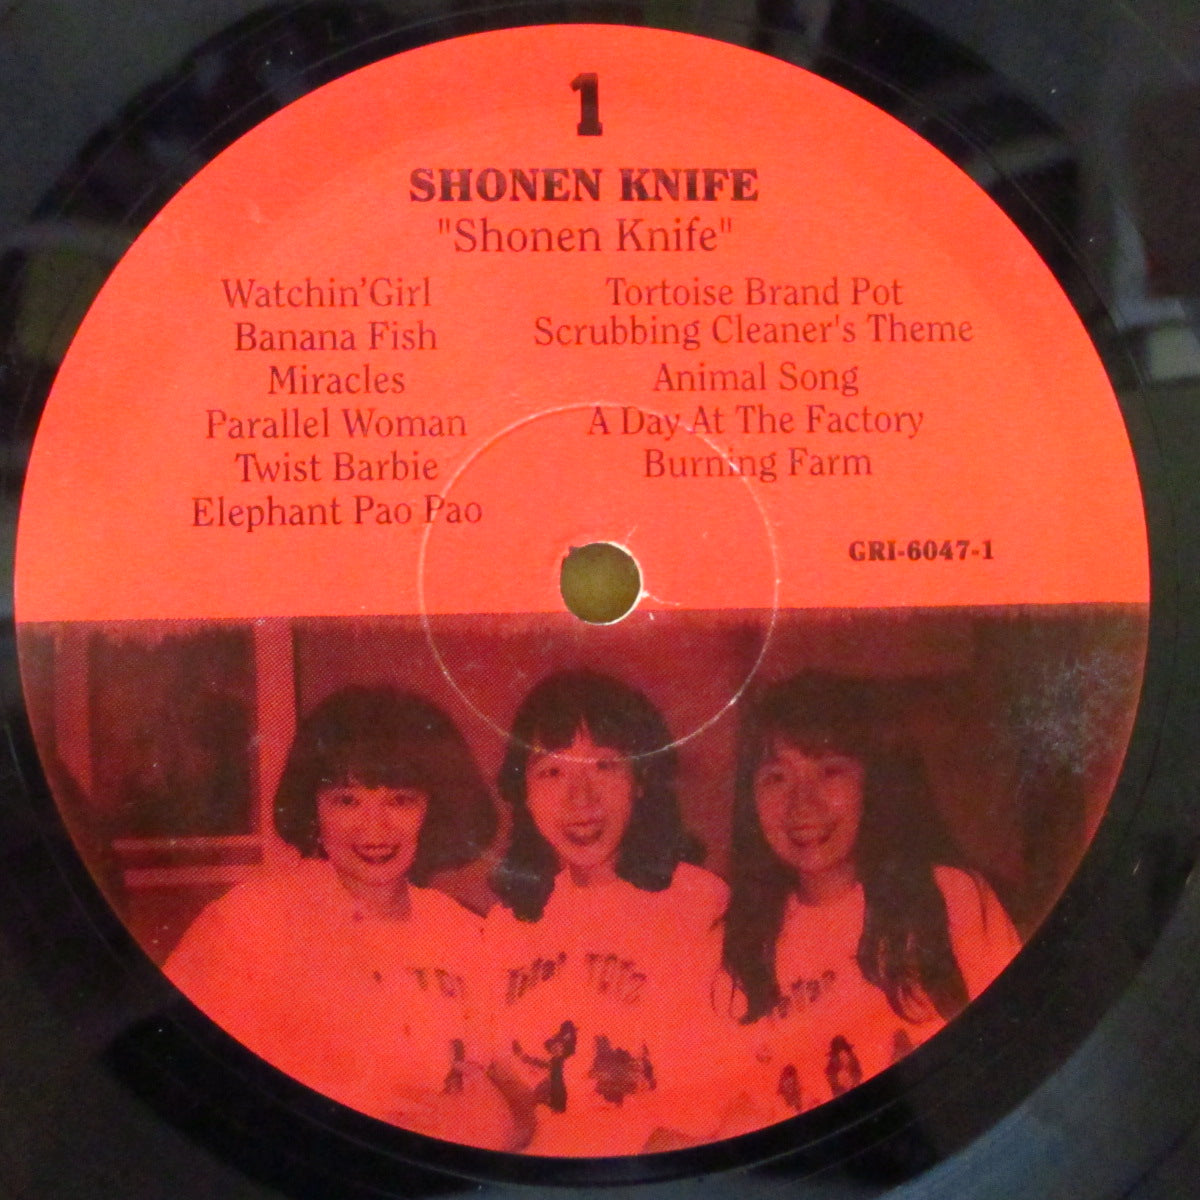 1
SHONEN KNIFE
"Shonen Knife"
Watchin'Girl
Banana Fish
Miracles
Parallel Woman
Twist Barbie
Elephant Pao Pao
Tortoise Brand Pot
Scrubbing Cleaner's Theme
Animal Song
A Day At The Factory
Burning Farm
GRI-6047-1